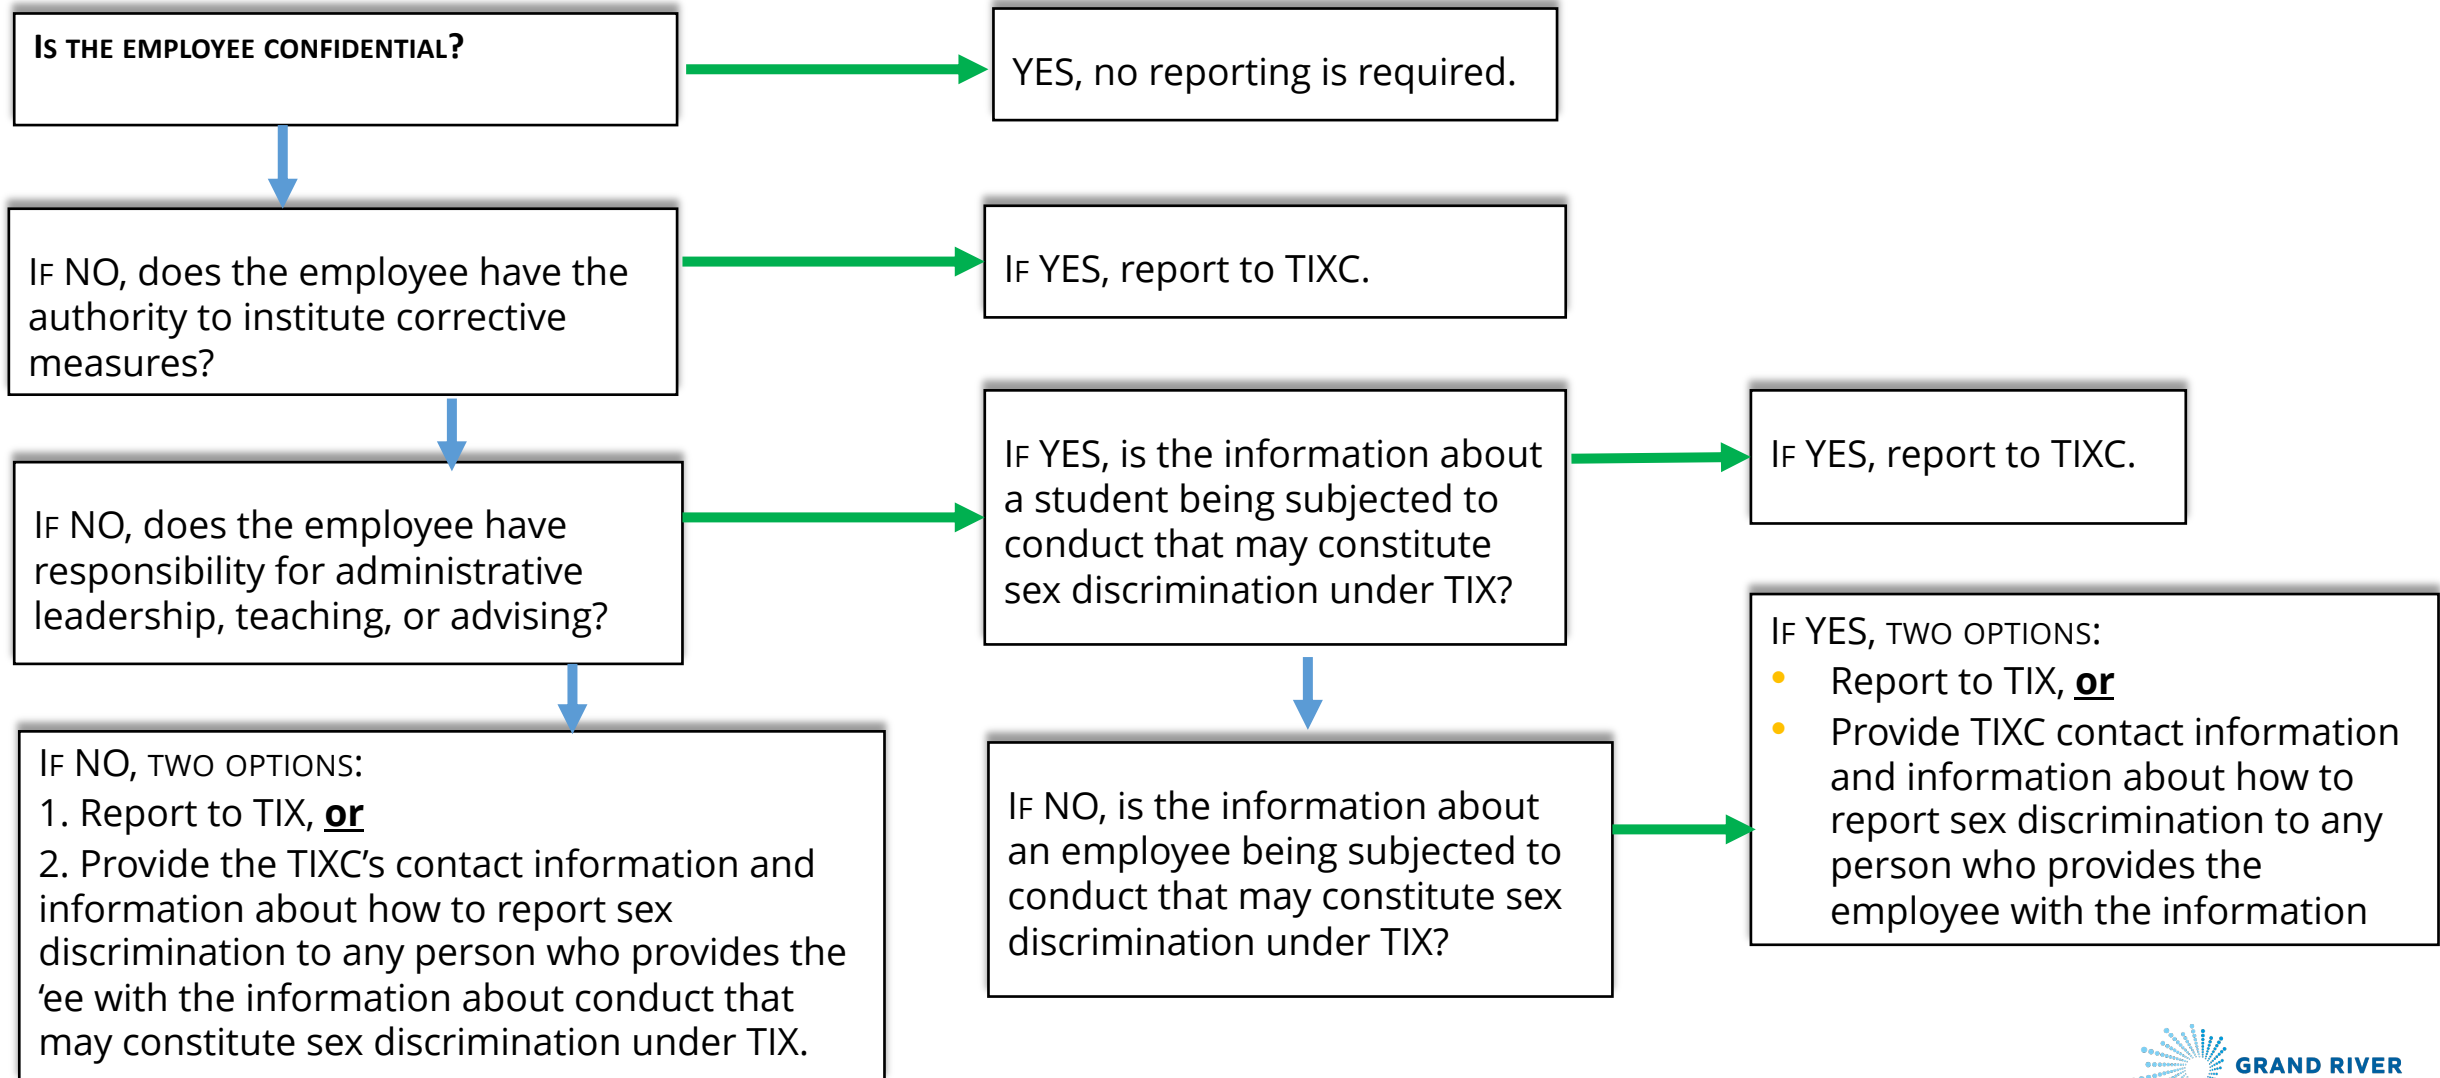 IS THE EMPLOYEE CONFIDENTIAL?
YES, no reporting is required.
IF NO, does the employee have the
authority to institute corrective
measures?
IF YES, report to TIXC.
IF NO, does the employee have
responsibility for administrative
leadership, teaching, or advising?
IF YES, is the information about
a student being subjected to
conduct that may constitute
sex discrimination under TIX?
IF YES, report to TIXC.
IF NO, TWO OPTIONS:
1. Report to TIX, or
2. Provide the TIXC’s contact information and
information about how to report sex
discrimination to any person who provides the
‘ee with the information about conduct that
may constitute sex discrimination under TIX.
IF NO, is the information about
an employee being subjected to
conduct that may constitute sex
discrimination under TIX?
IF YES, TWO OPTIONS:
• Report to TIX, or
• Provide TIXC contact information
and information about how to
report sex discrimination to any
person who provides the
employee with the information
GRAND RIVER